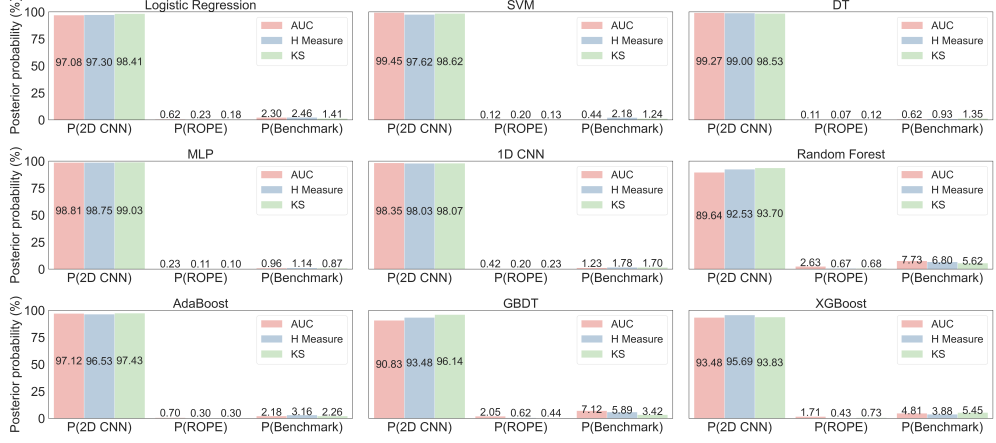 Logistic Regression
SVM
DT
Posterior probability (%)
100
75
50
25
0
97.08 97.30 98.41
0.62 0.23 0.18
2.30 2.46 1.41
P(2D CNN) P(ROPE) P(Benchmark)
AUC
H Measure
KS
99.45 97.62 98.62
0.12 0.20 0.13
0.44 2.18 1.24
P(2D CNN) P(ROPE) P(Benchmark)
AUC
H Measure
KS
99.27 99.00 98.53
0.11 0.07 0.12
0.62 0.93 1.35
P(2D CNN) P(ROPE) P(Benchmark)
AUC
H Measure
KS
MLP
1D CNN
Random Forest
Posterior probability (%)
100
75
50
25
0
98.81 98.75 99.03
0.23 0.11 0.10
0.96 1.14 0.87
P(2D CNN) P(ROPE) P(Benchmark)
AUC
H Measure
KS
98.35 98.03 98.07
0.42 0.20 0.23
1.23 1.78 1.70
P(2D CNN) P(ROPE) P(Benchmark)
AUC
H Measure
KS
89.64 92.53 93.70
2.63 0.67 0.68
7.73 6.80 5.62
P(2D CNN) P(ROPE) P(Benchmark)
AUC
H Measure
KS
AdaBoost
GBDT
XGBoost
Posterior probability (%)
100
75
50
25
0
97.12 96.53 97.43
0.70 0.30 0.30
2.18 3.16 2.26
P(2D CNN) P(ROPE) P(Benchmark)
AUC
H Measure
KS
90.83 93.48 96.14
2.05 0.62 0.44
7.12 5.89 3.42
P(2D CNN) P(ROPE) P(Benchmark)
AUC
H Measure
KS
93.48 95.69 93.83
1.71 0.43 0.73
4.81 3.88 5.45
P(2D CNN) P(ROPE) P(Benchmark)
AUC
H Measure
KS